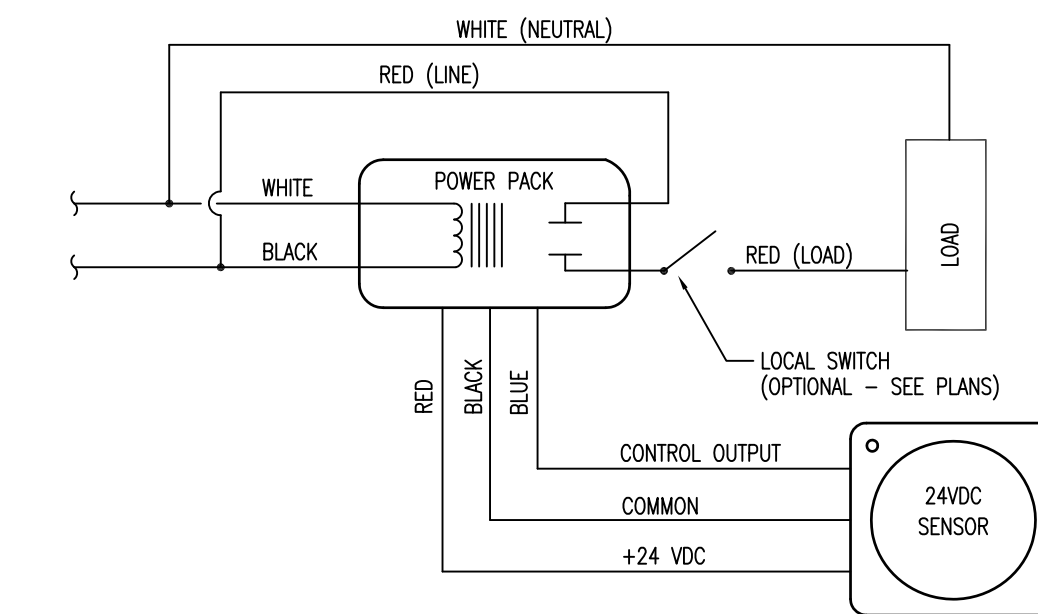 WHITE (NEUTRAL)
RED (LINE)
WHITE
POWER PACK
BLACK
RED (LOAD)
LOAD
LOCAL SWITCH
(OPTIONAL - SEE PLANS)
RED
BLACK
BLUE
CONTROL OUTPUT
COMMON
+24 VDC
24VDC
SENSOR